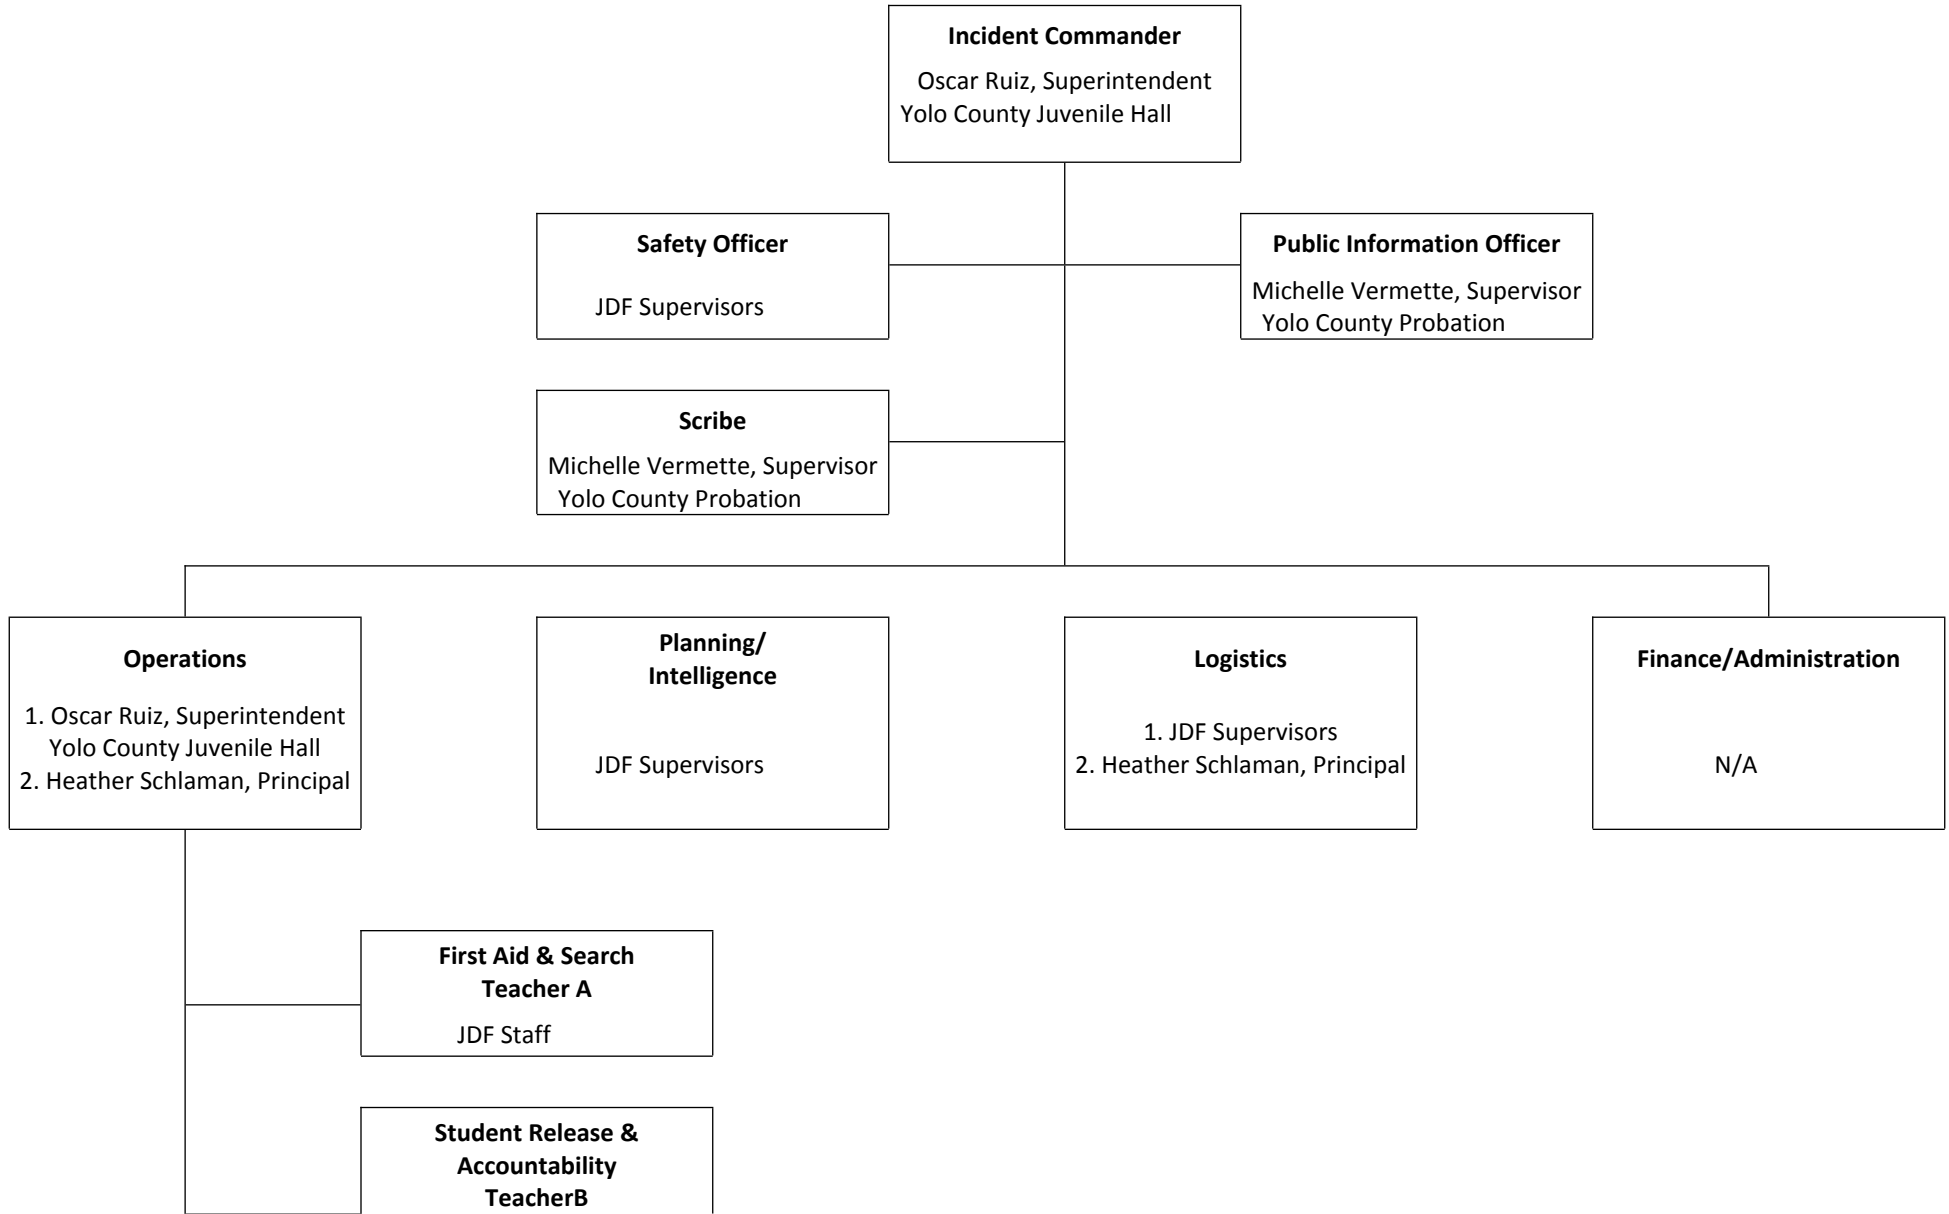 Incident Commander
Oscar Ruiz, Superintendent
Yolo County Juvenile Hall
Safety Officer
JDF Supervisors
Public Information Officer
Michelle Vermette, Supervisor
Yolo County Probation
Scribe
Michelle Vermette, Supervisor
Yolo County Probation
Operations
1. Oscar Ruiz, Superintendent
Yolo County Juvenile Hall
2. Heather Schlaman, Principal
Planning/
Intelligence
JDF Supervisors
Logistics
1. JDF Supervisors
2. Heather Schlaman, Principal
Finance/Administration
N/A
First Aid & Search
Teacher A
JDF Staff
Student Release &
Accountability
TeacherB